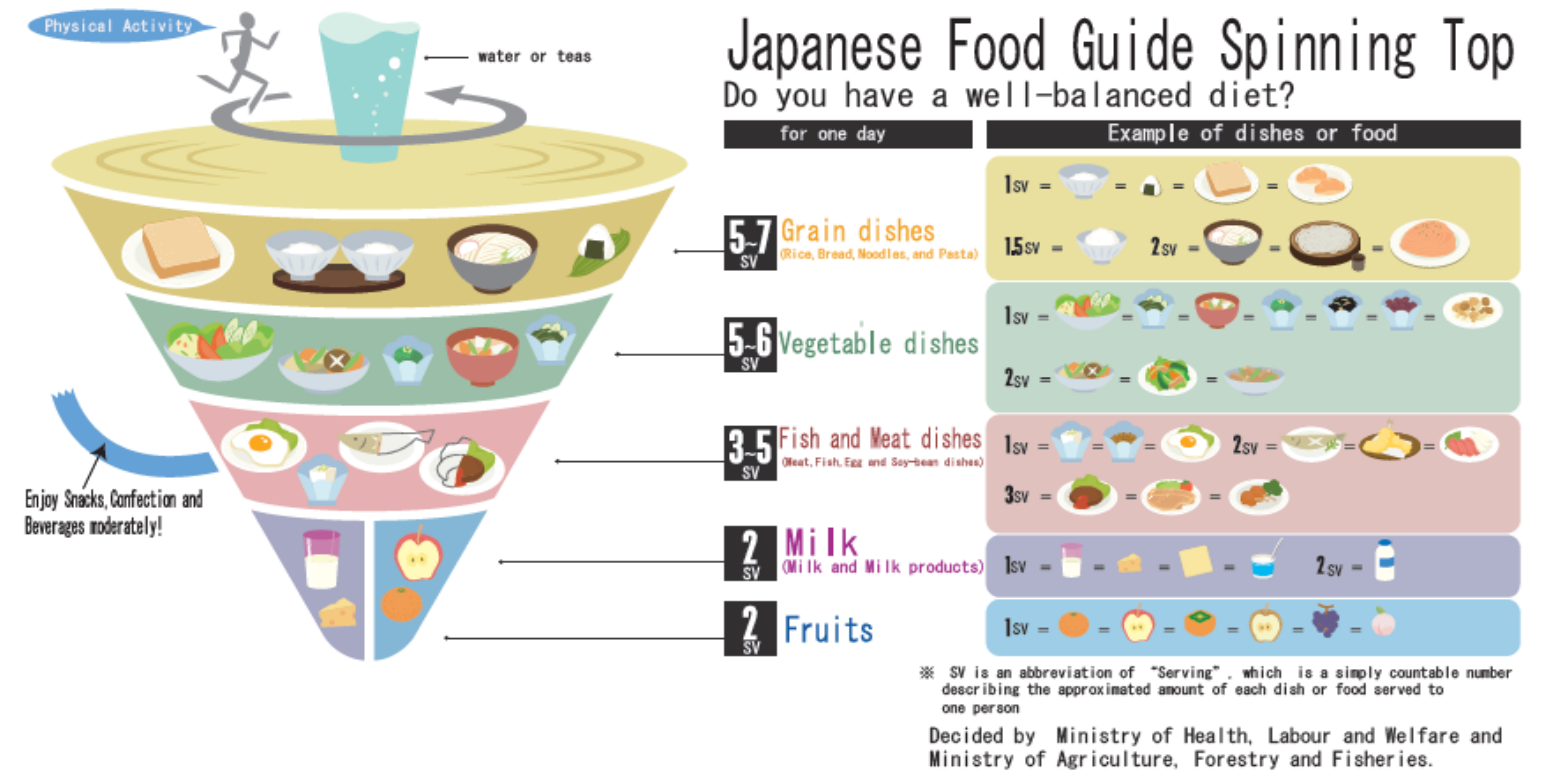 Physical Activity
water or teas
Japanese Food Guide Spinning Top
Do you have a well-balanced diet?
for one day
Example of dishes or food
5~7
SV
Grain dishes
(Rice, Bread, Noodles, and Pasta)
1SV = = = =
1.5SV = 2SV = = =
5~6
SV
Vegetable dishes
1SV = = = = = = =
2SV = = =
3~5
SV
Fish and Meat dishes
(Meat, Fish, Egg and Soy-bean dishes)
1SV = = = 2SV = = =
3SV = = =
Enjoy Snacks, Confection and
Beverages moderately!
2
SV
Milk
(Milk and Milk products)
1SV = = = = 2SV =
2
SV
Fruits
1SV = = = = = =
※ SV is an abbreviation of “Serving”, which is a simply countable number
describing the approximated amount of each dish or food served to
one person
Decided by Ministry of Health, Labour and Welfare and
Ministry of Agriculture, Forestry and Fisheries.